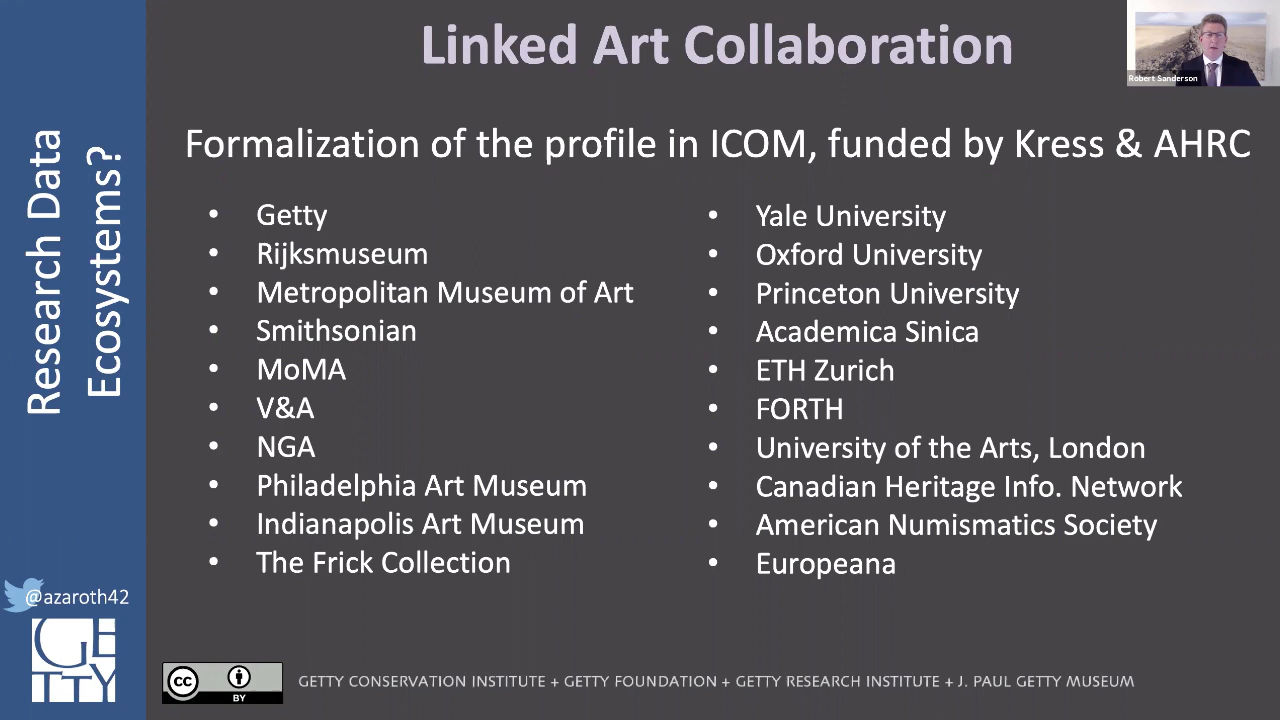 Linked Art Collaboration
Robert Sanderson
Research Data
Ecosystems?
Formalization of the profile in ICOM, funded by Kress & AHRC
• Getty
• Rijksmuseum
• Metropolitan Museum of Art
• Smithsonian
• MoMA
• V&A
• NGA
• Philadelphia Art Museum
• Indianapolis Art Museum
• The Frick Collection
• Yale University
• Oxford University
• Princeton University
• Academica Sinica
• ETH Zurich
• FORTH
• University of the Arts, London
• Canadian Heritage Info. Network
• American Numismatics Society
• Europeana
@azaroth42
GETTY
cc
BY
GETTY CONSERVATION INSTITUTE + GETTY FOUNDATION + GETTY RESEARCH INSTITUTE + J. PAUL GETTY MUSEUM